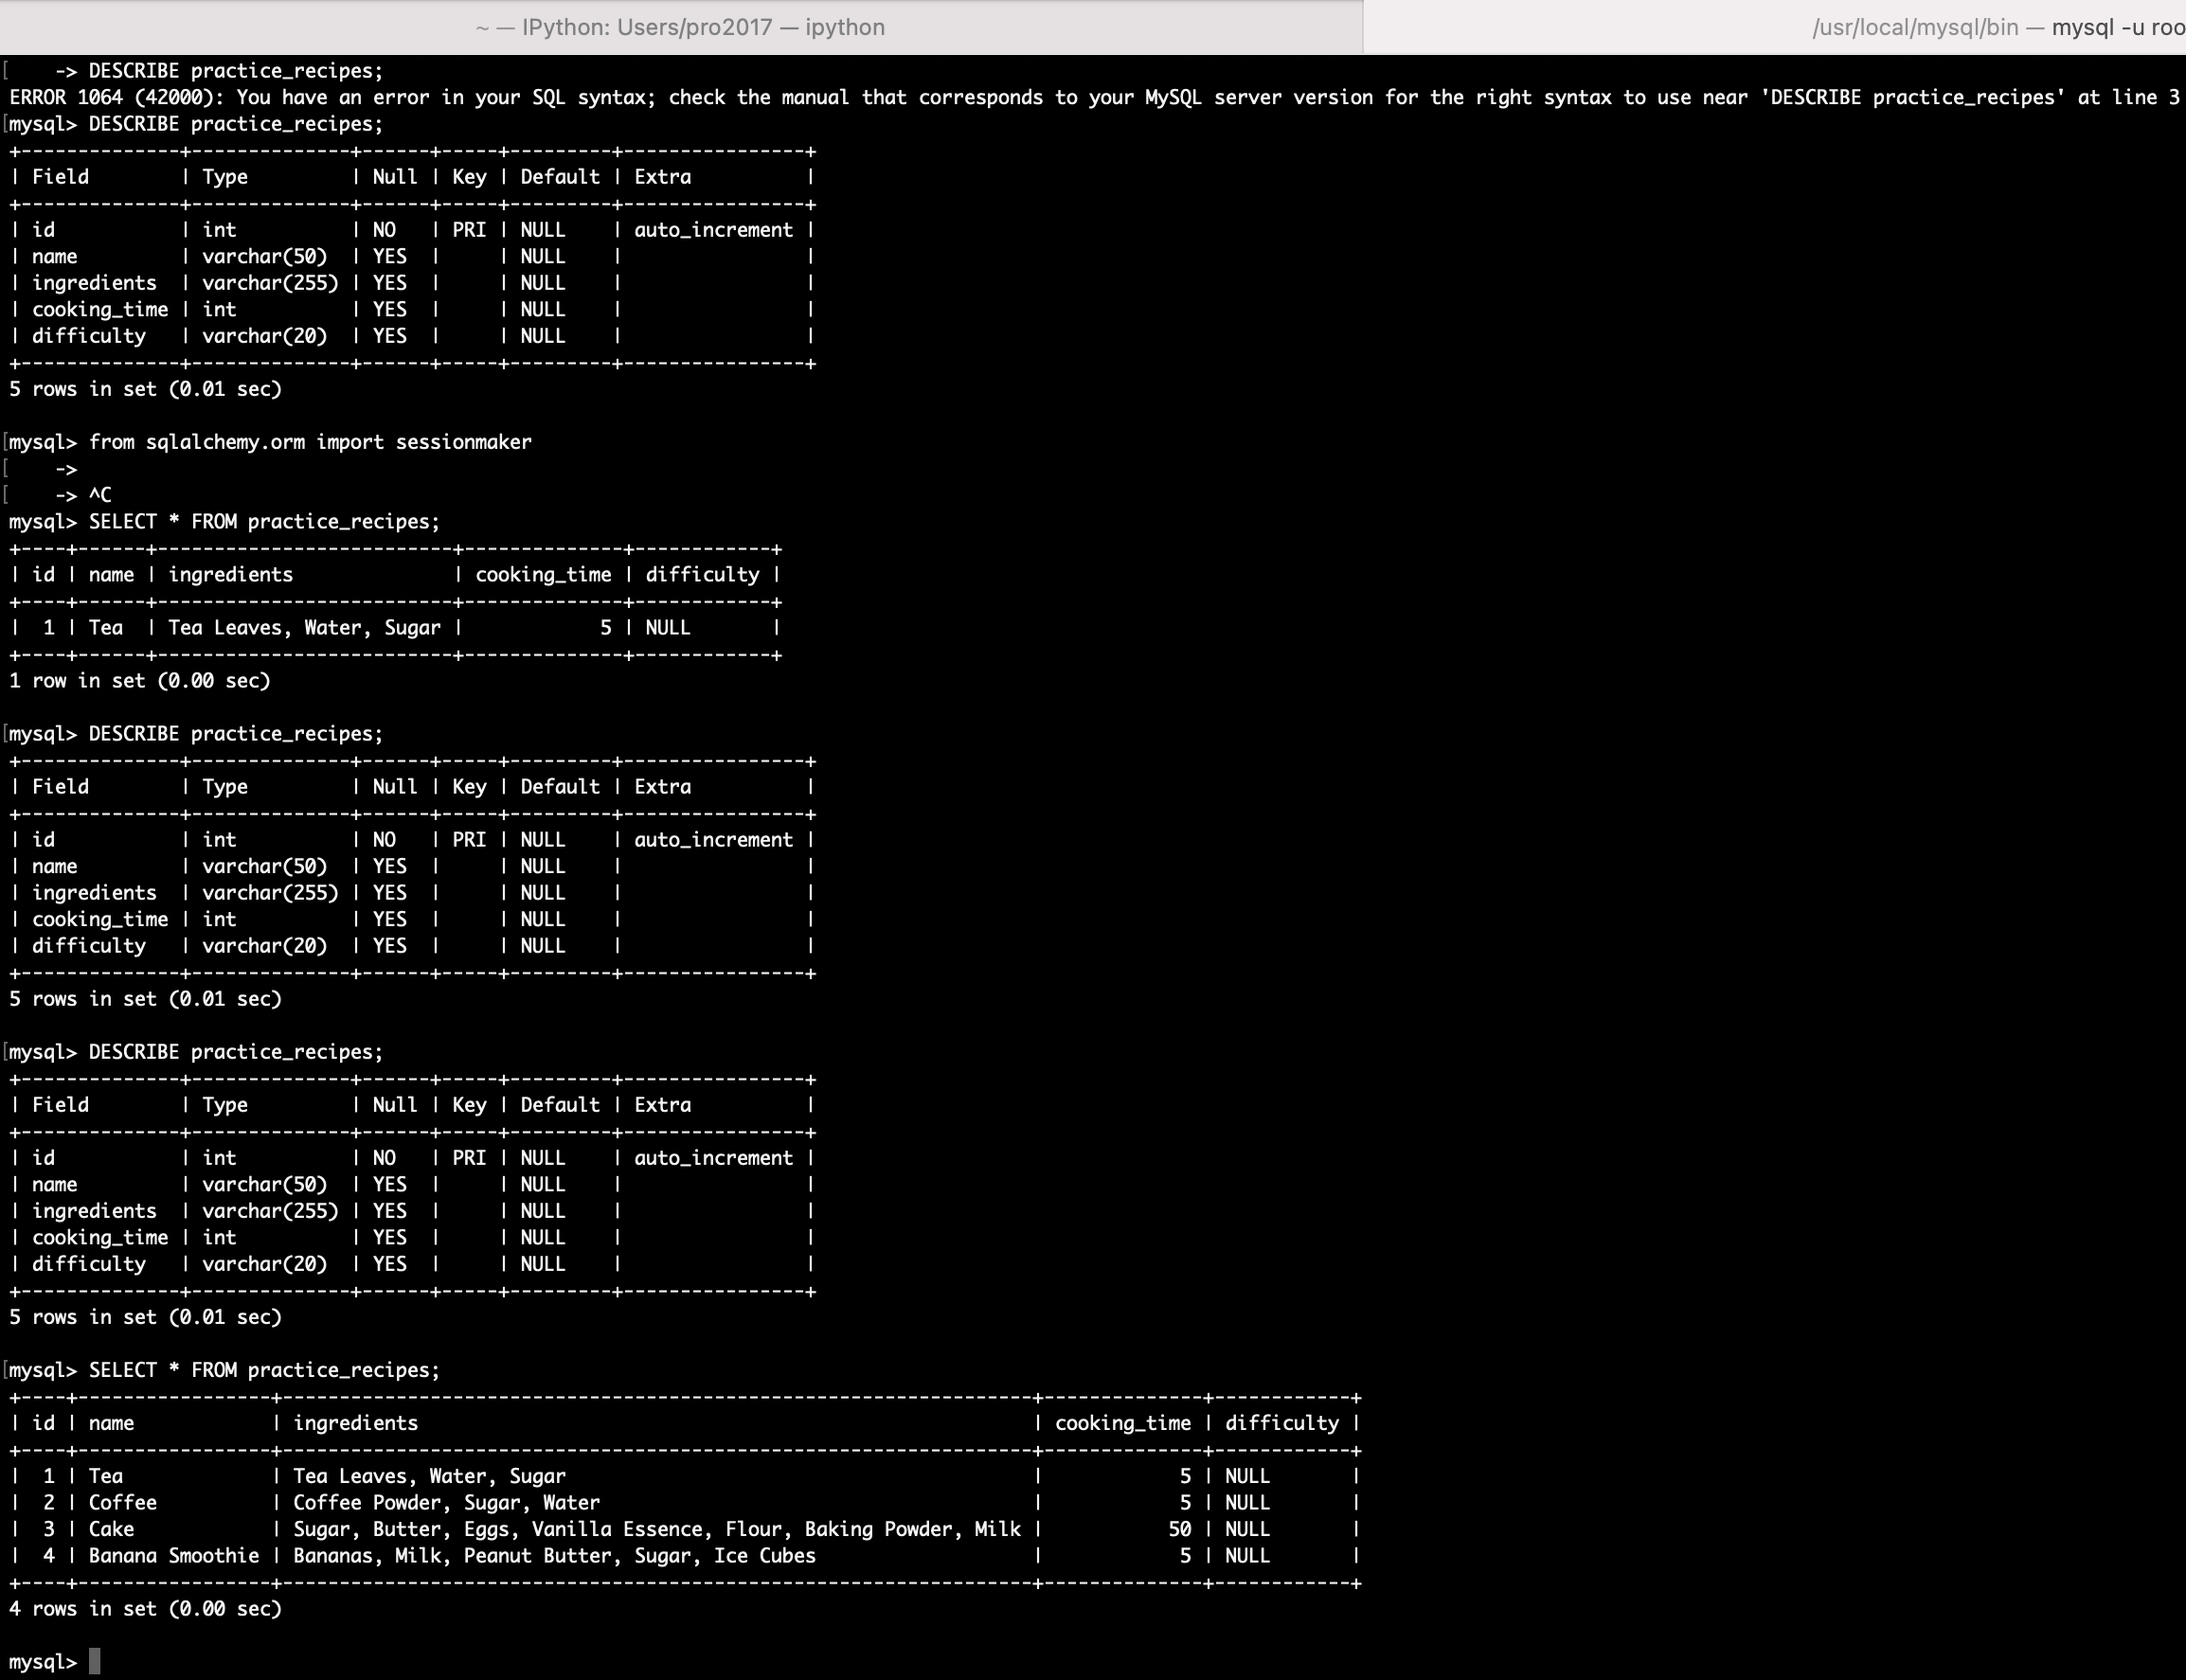 ~ — IPython: Users/pro2017 — ipython
/usr/local/mysql/bin — mysql -u roo
[    -> DESCRIBE practice_recipes;
ERROR 1064 (42000): You have an error in your SQL syntax; check the manual that corresponds to your MySQL server version for the right syntax to use near 'DESCRIBE practice_recipes' at line 3
[mysql> DESCRIBE practice_recipes;
+--------------+--------------+------+-----+---------+----------------+
| Field        | Type         | Null | Key | Default | Extra          |
+--------------+--------------+------+-----+---------+----------------+
| id           | int          | NO   | PRI | NULL    | auto_increment |
| name         | varchar(50)  | YES  |     | NULL    |                |
| ingredients  | varchar(255) | YES  |     | NULL    |                |
| cooking_time | int          | YES  |     | NULL    |                |
| difficulty   | varchar(20)  | YES  |     | NULL    |                |
+--------------+--------------+------+-----+---------+----------------+
5 rows in set (0.01 sec)
[mysql> from sqlalchemy.orm import sessionmaker
[    ->
[    -> ^C
mysql> SELECT * FROM practice_recipes;
+----+------+--------------------------+--------------+------------+
| id | name | ingredients              | cooking_time | difficulty |
+----+------+--------------------------+--------------+------------+
|  1 | Tea  | Tea Leaves, Water, Sugar |            5 | NULL       |
+----+------+--------------------------+--------------+------------+
1 row in set (0.00 sec)
[mysql> DESCRIBE practice_recipes;
+--------------+--------------+------+-----+---------+----------------+
| Field        | Type         | Null | Key | Default | Extra          |
+--------------+--------------+------+-----+---------+----------------+
| id           | int          | NO   | PRI | NULL    | auto_increment |
| name         | varchar(50)  | YES  |     | NULL    |                |
| ingredients  | varchar(255) | YES  |     | NULL    |                |
| cooking_time | int          | YES  |     | NULL    |                |
| difficulty   | varchar(20)  | YES  |     | NULL    |                |
+--------------+--------------+------+-----+---------+----------------+
5 rows in set (0.01 sec)
[mysql> DESCRIBE practice_recipes;
+--------------+--------------+------+-----+---------+----------------+
| Field        | Type         | Null | Key | Default | Extra          |
+--------------+--------------+------+-----+---------+----------------+
| id           | int          | NO   | PRI | NULL    | auto_increment |
| name         | varchar(50)  | YES  |     | NULL    |                |
| ingredients  | varchar(255) | YES  |     | NULL    |                |
| cooking_time | int          | YES  |     | NULL    |                |
| difficulty   | varchar(20)  | YES  |     | NULL    |                |
+--------------+--------------+------+-----+---------+----------------+
5 rows in set (0.01 sec)
[mysql> SELECT * FROM practice_recipes;
+----+-----------------+------------------------------------------------------------------+--------------+------------+
| id | name            | ingredients                                                      | cooking_time | difficulty |
+----+-----------------+------------------------------------------------------------------+--------------+------------+
|  1 | Tea             | Tea Leaves, Water, Sugar                                         |            5 | NULL       |
|  2 | Coffee          | Coffee Powder, Sugar, Water                                      |            5 | NULL       |
|  3 | Cake            | Sugar, Butter, Eggs, Vanilla Essence, Flour, Baking Powder, Milk |           50 | NULL       |
|  4 | Banana Smoothie | Bananas, Milk, Peanut Butter, Sugar, Ice Cubes                   |            5 | NULL       |
+----+-----------------+------------------------------------------------------------------+--------------+------------+
4 rows in set (0.00 sec)
mysql>